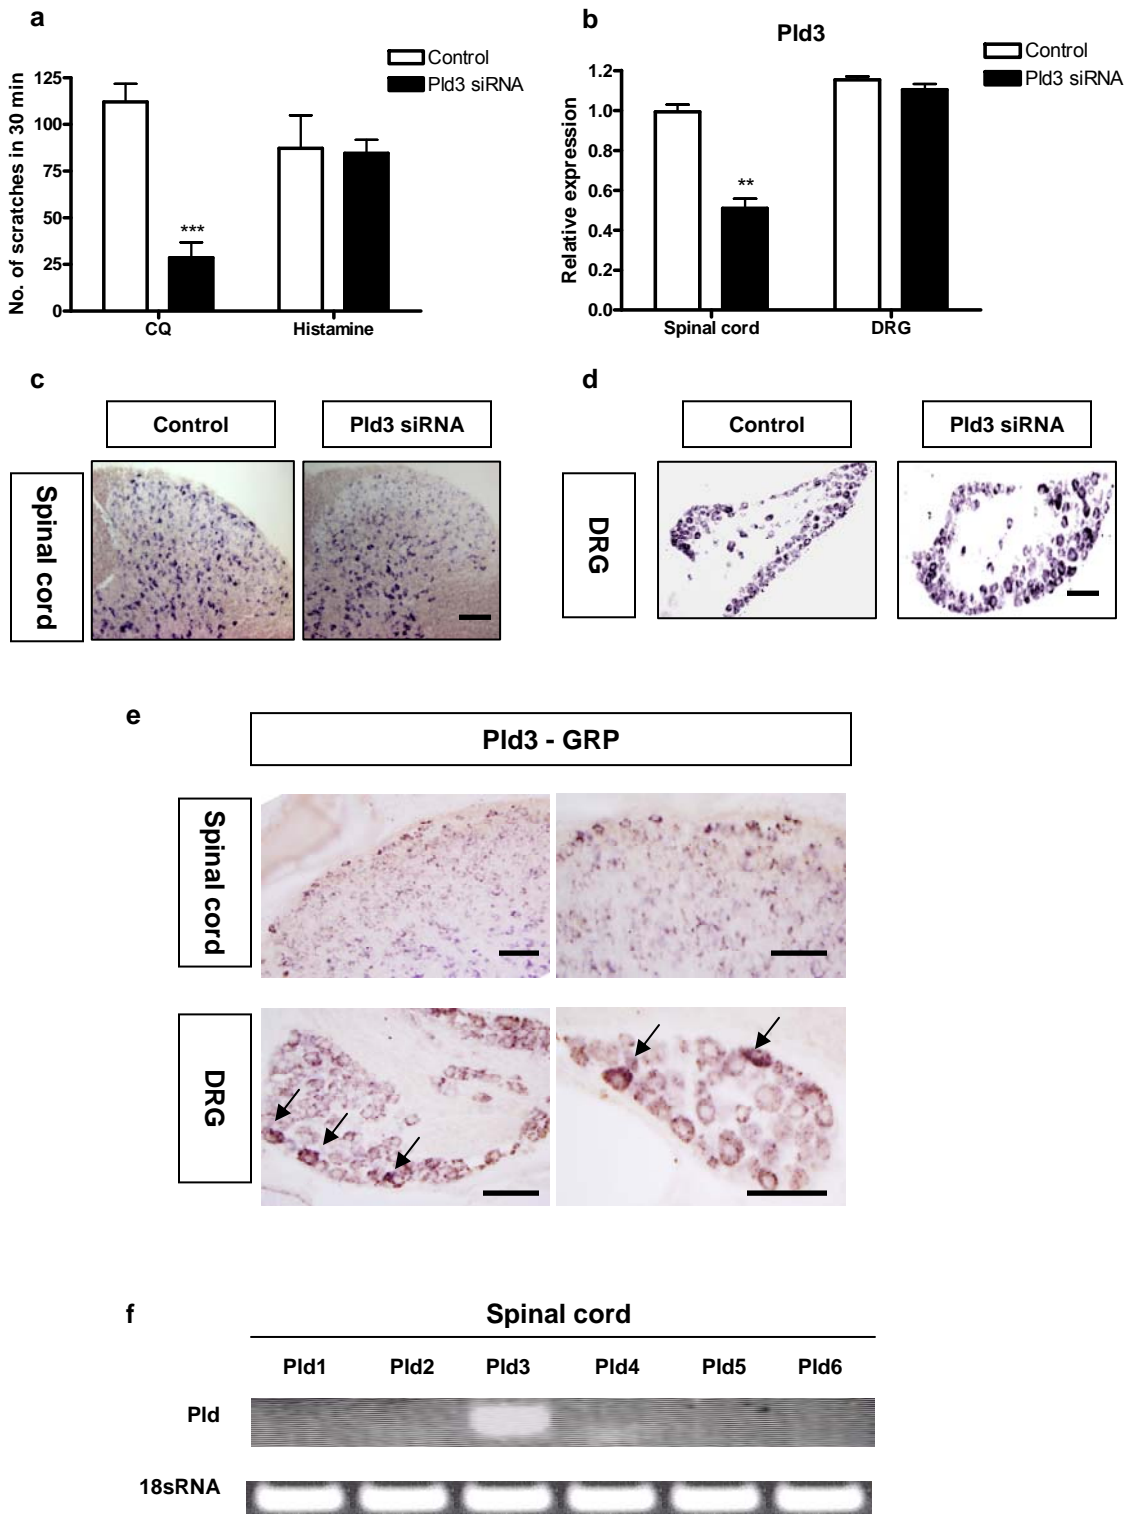 a
Control
Pld3 siRNA
No. of scratches in 30 min
125
100
75
50
25
0
***
CQ
Histamine
b
Pld3
Control
Pld3 siRNA
Relative expression
1.2
1.0
0.8
0.6
0.4
0.2
0.0
**
Spinal cord
DRG
c
Control
Pld3 siRNA
Spinal cord
d
Control
Pld3 siRNA
DRG
e
Pld3 - GRP
Spinal cord
DRG
f
Spinal cord
Pld1 Pld2 Pld3 Pld4 Pld5 Pld6
Pld
18sRNA